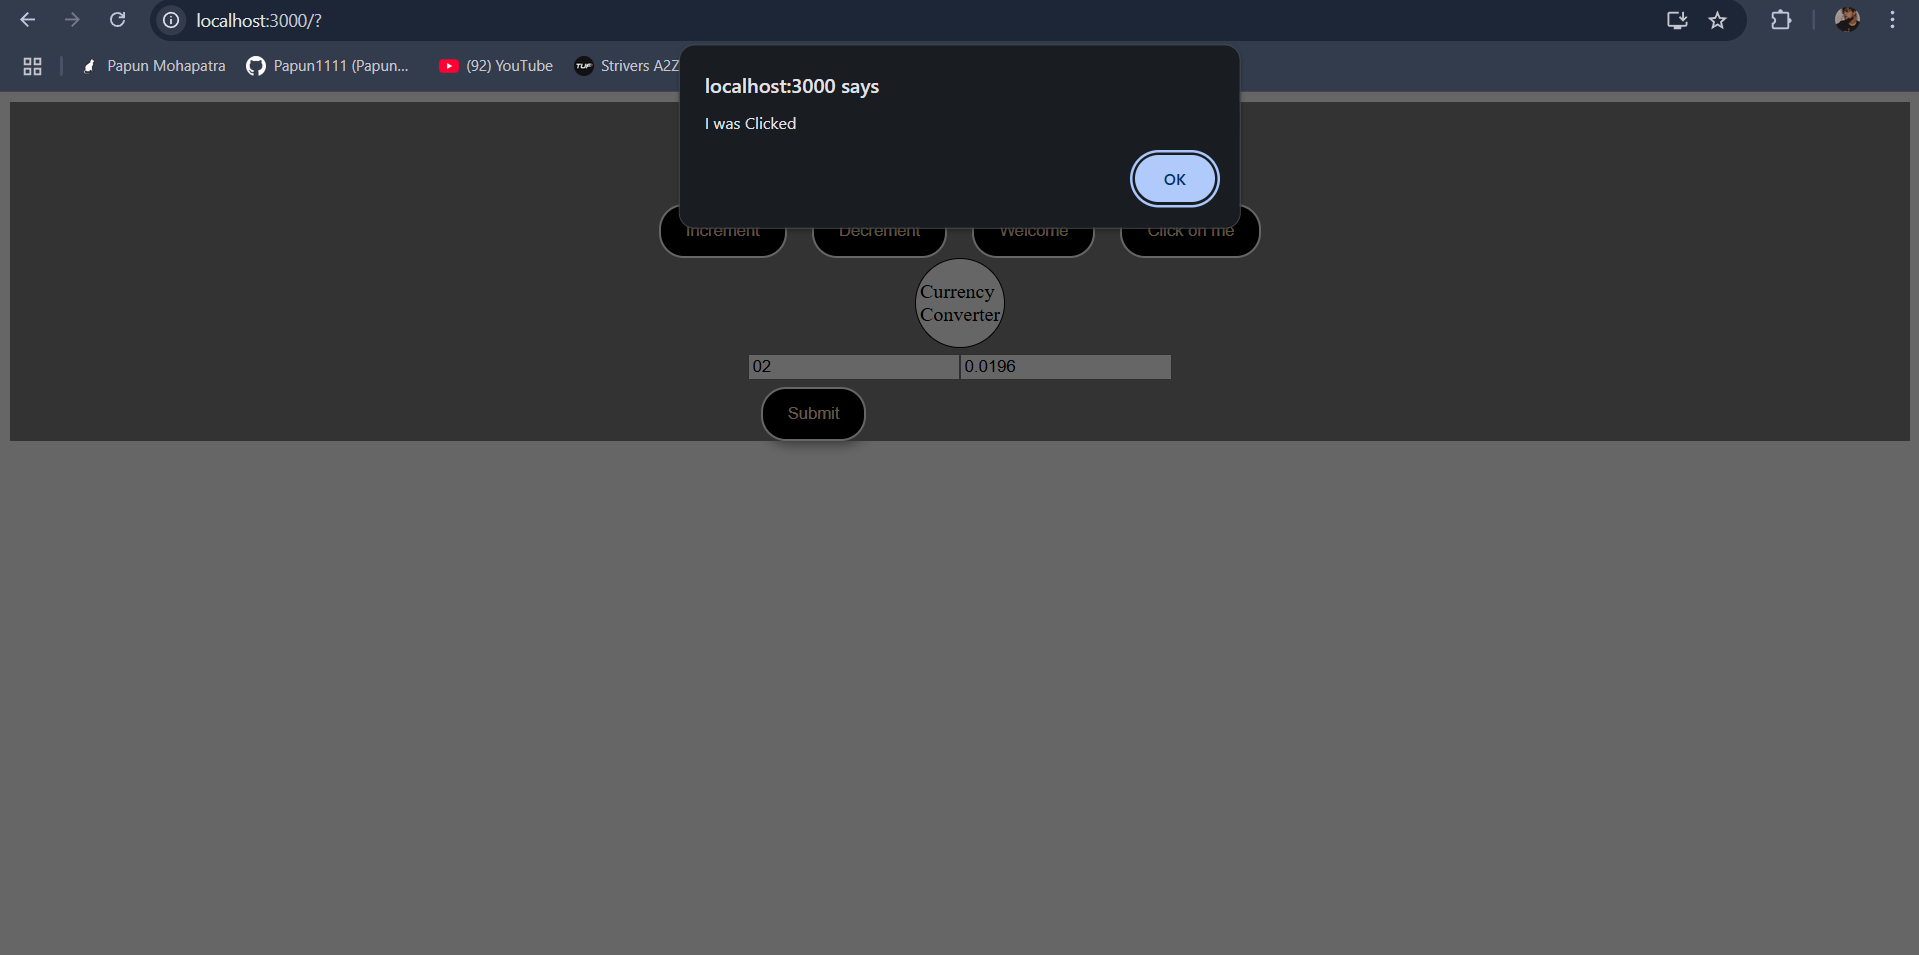 localhost:3000/?
Papun Mohapatra
Papun1111 (Papun...
(92) YouTube
TUF
Strivers A2Z
localhost:3000 says
I was Clicked
OK
Increment
Decrement
Welcome
Click on me
Currency
Converter
02
0.0196
Submit